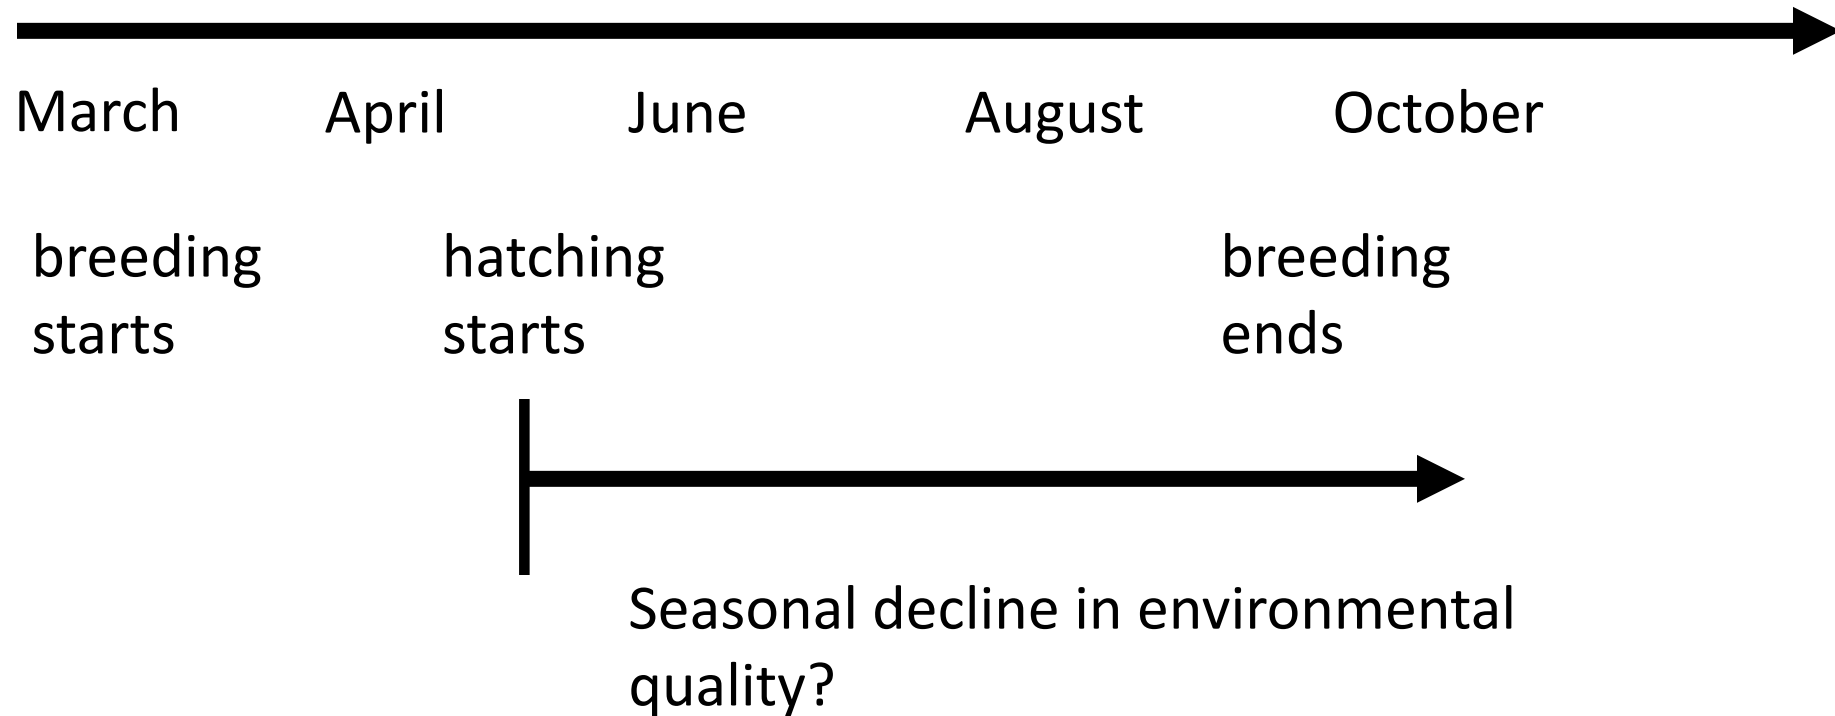 March April June August October
breeding hatching breeding
starts starts ends
Seasonal decline in environmental
quality?